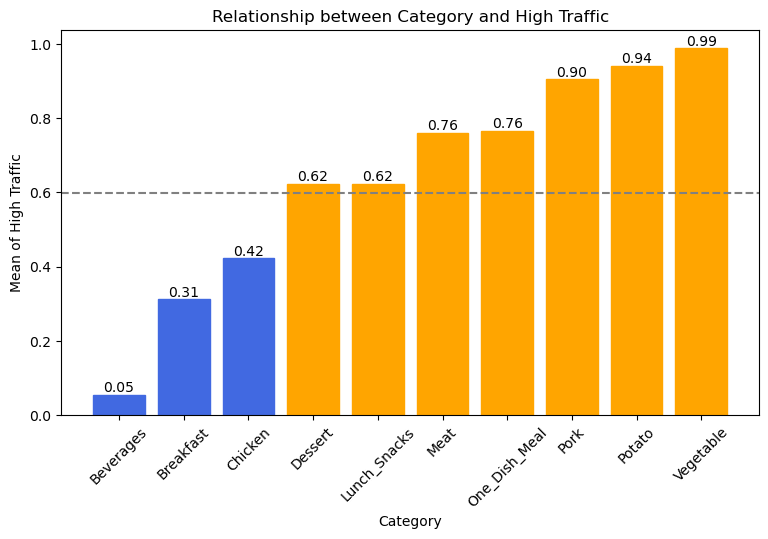 Relationship between Category and High Traffic
Mean of High Traffic
1.0
0.8
0.6
0.4
0.2
0.0
0.05
0.31
0.42
0.62
0.62
0.76
0.76
0.90
0.94
0.99
Beverages
Breakfast
Chicken
Dessert
Lunch_Snacks
Meat
One_Dish_Meal
Pork
Potato
Vegetable
Category